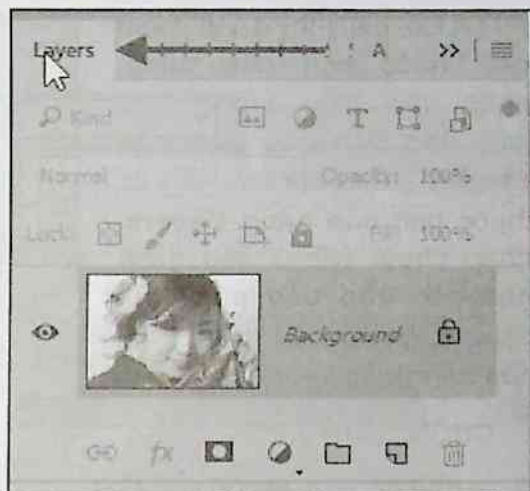 Layers A >>
Kind T
Normal Opacity: 100%
Lock: Fill: 100%
Background
fx